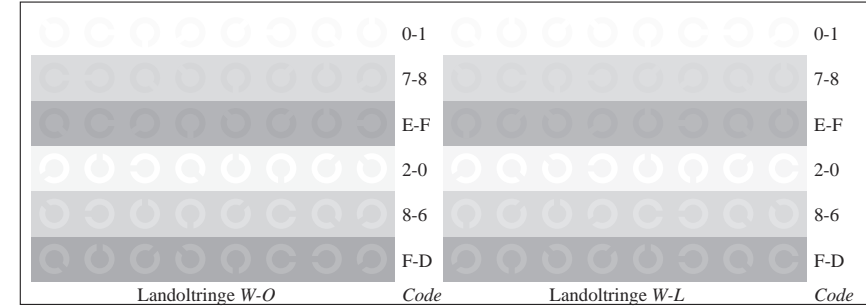 0-1 0-1
7-8 7-8
E-F E-F
2-0 2-0
8-6 8-6
F-D F-D
Landoltringe W-O Code Landoltringe W-L Code